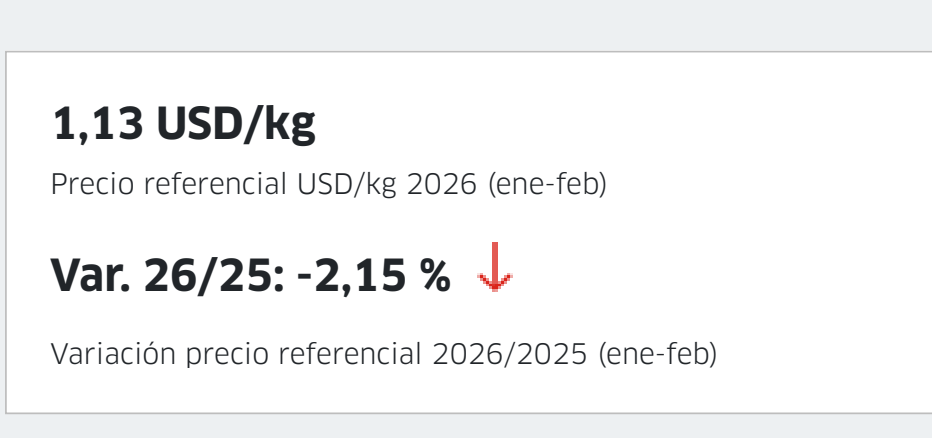 1,13 USD/kg
Precio referencial USD/kg 2026 (ene-feb)
Var. 26/25: -2,15 %
Variación precio referencial 2026/2025 (ene-feb)